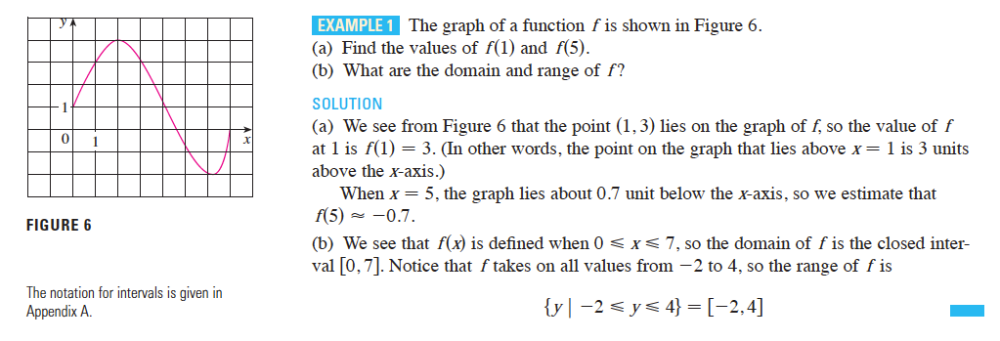 y
1
0
1
x
FIGURE 6
The notation for intervals is given in
Appendix A.
EXAMPLE 1 The graph of a function f is shown in Figure 6.
(a) Find the values of f(1) and f(5).
(b) What are the domain and range of f?
SOLUTION
(a) We see from Figure 6 that the point (1, 3) lies on the graph of f, so the value of f
at 1 is f(1) = 3. (In other words, the point on the graph that lies above x = 1 is 3 units
above the x-axis.)
When x = 5, the graph lies about 0.7 unit below the x-axis, so we estimate that
f(5) ≈ −0.7.
(b) We see that f(x) is defined when 0 ≤ x ≤ 7, so the domain of f is the closed inter-
val [0, 7]. Notice that f takes on all values from −2 to 4, so the range of f is
{y | −2 ≤ y ≤ 4} = [−2, 4]